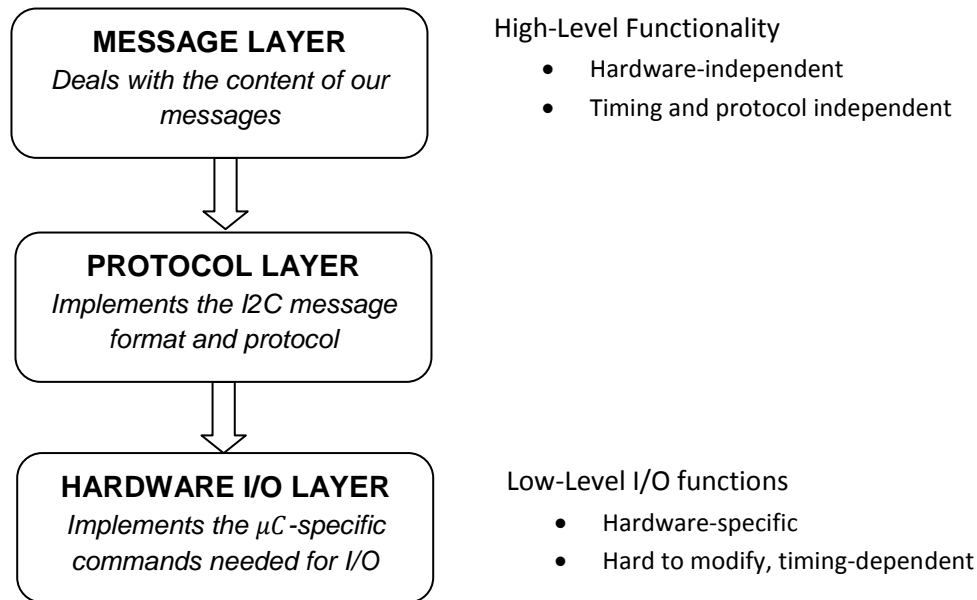 MESSAGE LAYER
Deals with the content of our
messages
High-Level Functionality
• Hardware-independent
• Timing and protocol independent
PROTOCOL LAYER
Implements the I2C message
format and protocol
HARDWARE I/O LAYER
Implements the μC-specific
commands needed for I/O
Low-Level I/O functions
• Hardware-specific
• Hard to modify, timing-dependent